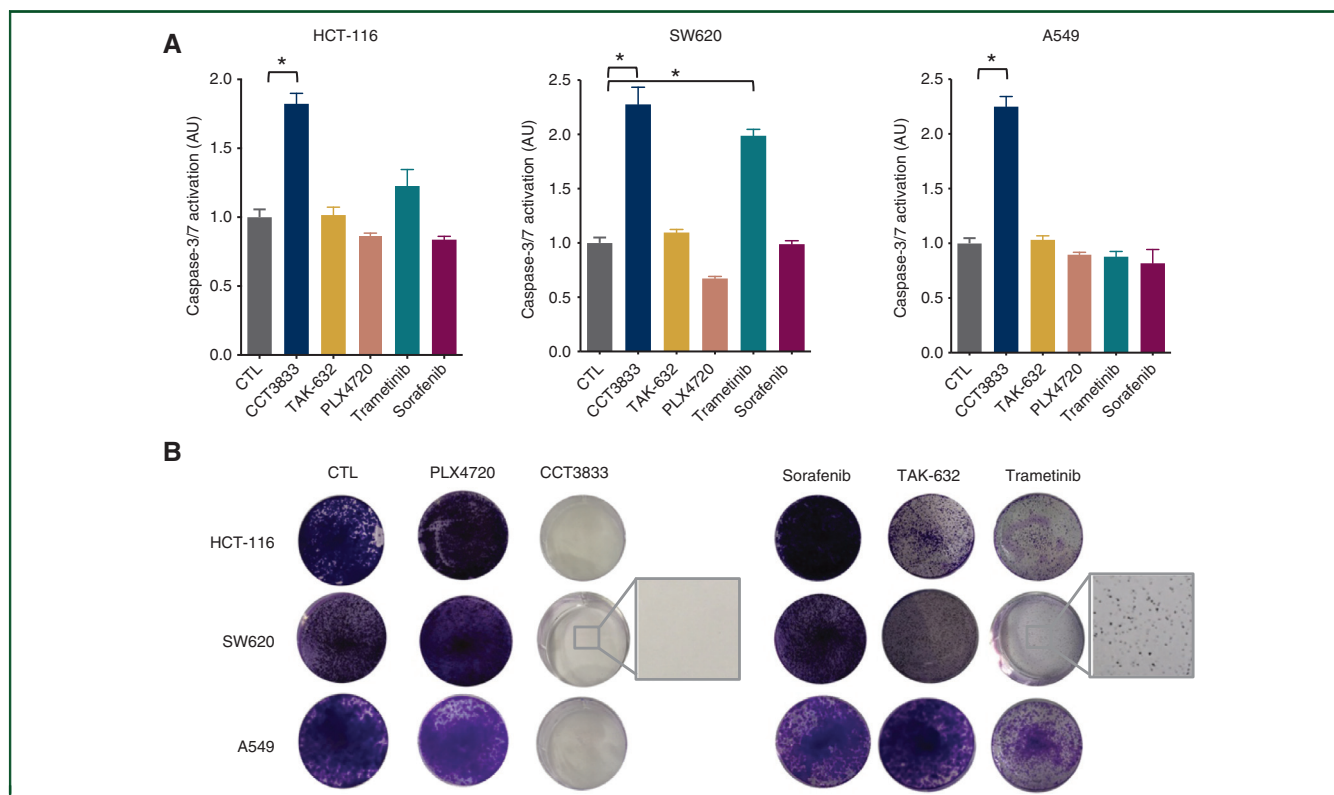 A
HCT-116
SW620
A549
*
*
*
*
Caspase-3/7 activation (AU)
2.0
1.5
1.0
0.5
0.0
CTL
CCT3833
TAK-632
PLX4720
Trametinib
Sorafenib
Caspase-3/7 activation (AU)
2.5
2.0
1.5
1.0
0.5
0.0
CTL
CCT3833
TAK-632
PLX4720
Trametinib
Sorafenib
Caspase-3/7 activation (AU)
2.5
2.0
1.5
1.0
0.5
0.0
CTL
CCT3833
TAK-632
PLX4720
Trametinib
Sorafenib
B
CTL PLX4720 CCT3833 Sorafenib TAK-632 Trametinib
HCT-116
SW620
A549